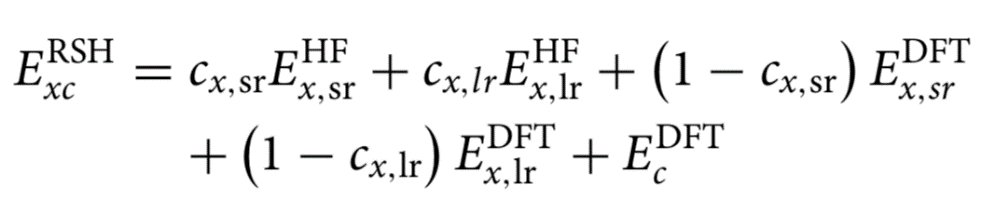 E_{xc}^{RSH} = c_{x,sr}E_{x,sr}^{HF} + c_{x,lr}E_{x,lr}^{HF} + (1 − c_{x,sr}) E_{x,sr}^{DFT}
+ (1 − c_{x,lr}) E_{x,lr}^{DFT} + E_{c}^{DFT}